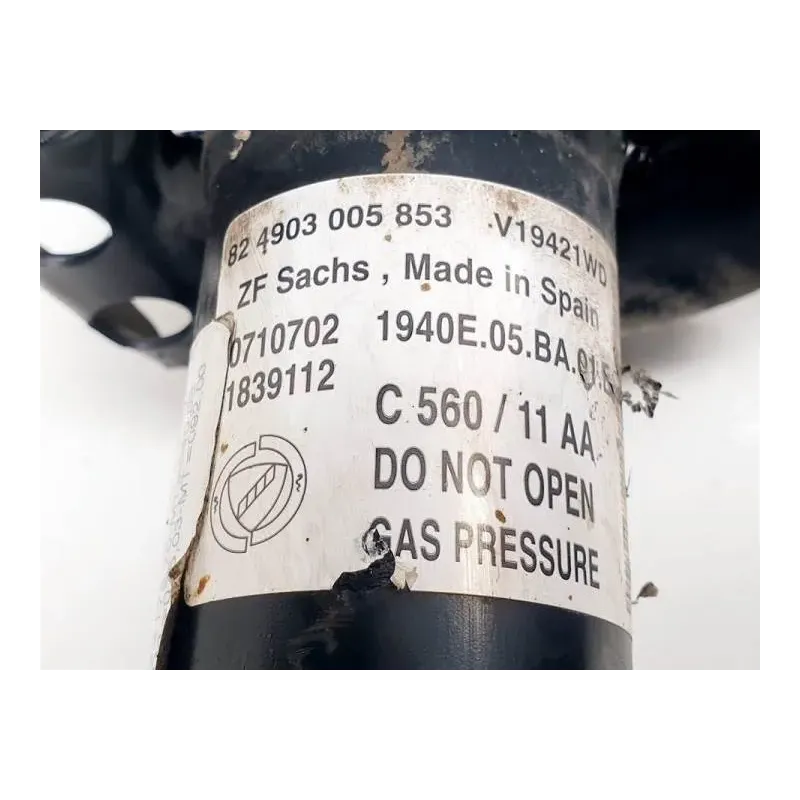 82 4903 005 853 V19421WD
ZF Sachs , Made in Spain
0710702 1940E.05.BA.01.
1839112
C 560 / 11 AA
DO NOT OPEN
GAS PRESSURE